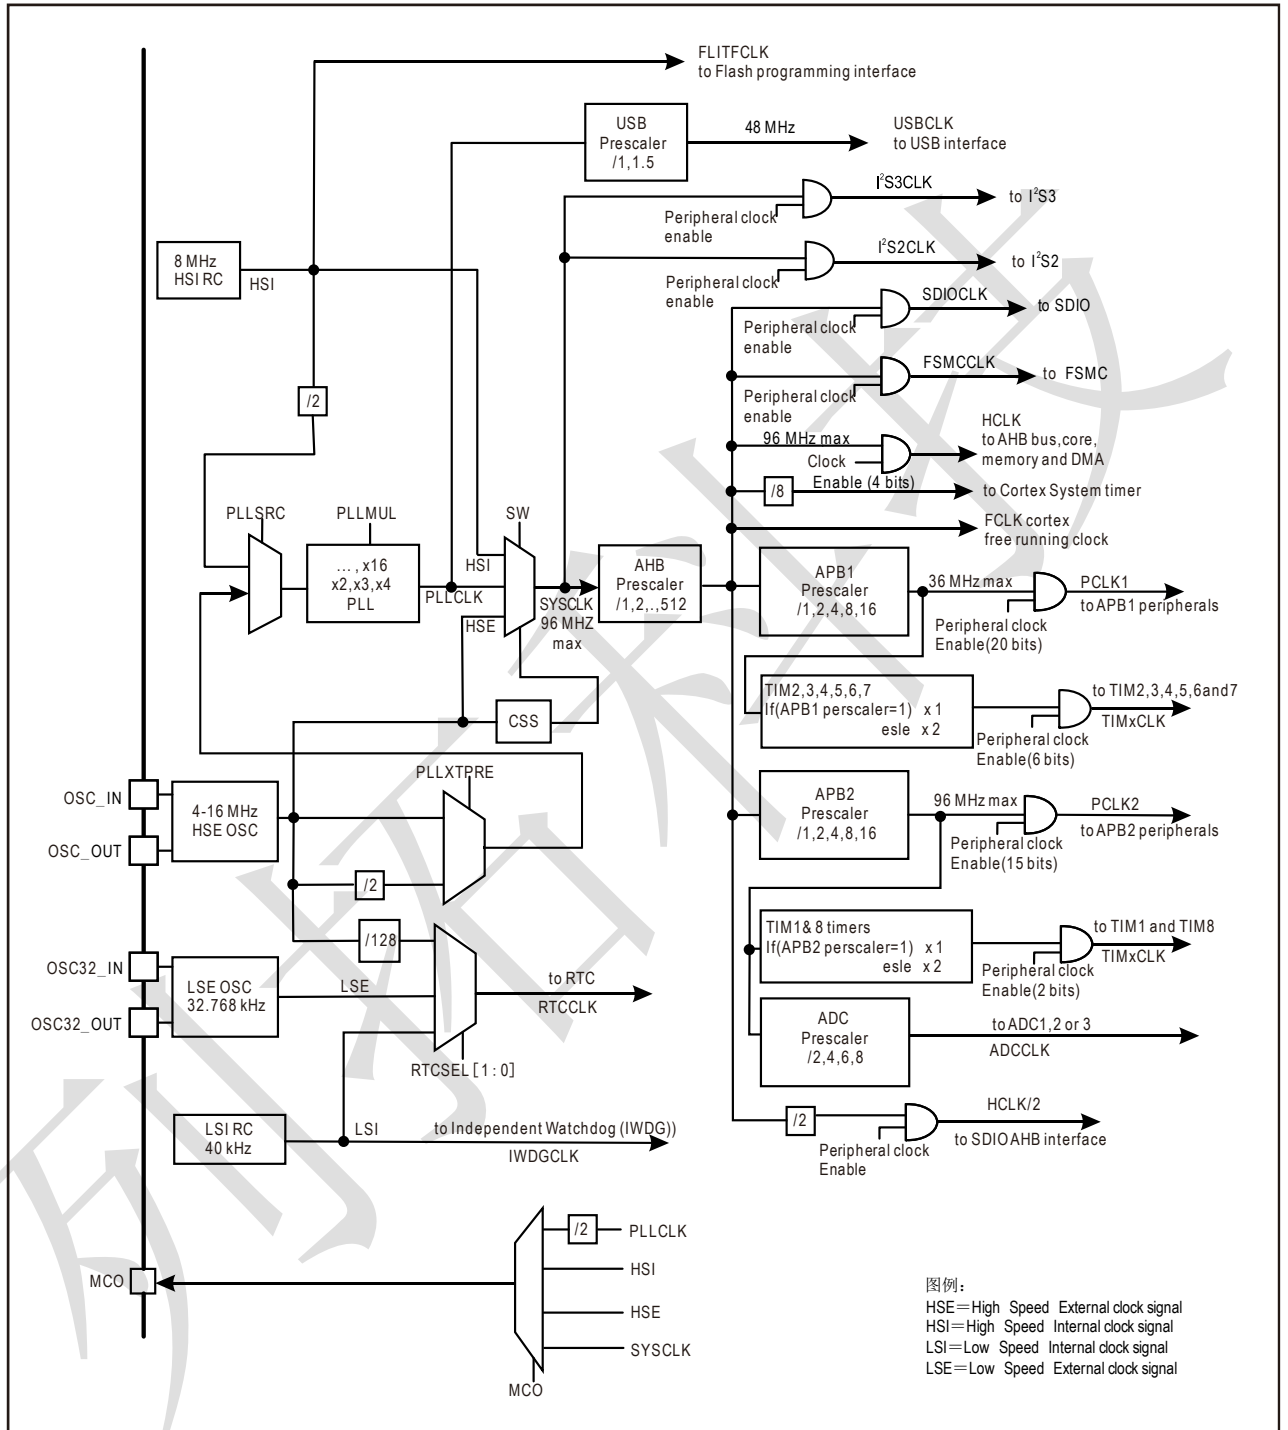 FLITFCLK
to Flash programming interface
USB
Prescaler
/1,1.5
48 MHz
USBCLK
to USB interface
I²S3CLK
to I²S3
Peripheral clock
enable
8 MHz
HSI RC
HSI
I²S2CLK
to I²S2
Peripheral clock
enable
SDIOCLK
to SDIO
Peripheral clock
enable
FSMCCLK
to FSMC
Peripheral clock
enable
/2
96 MHz max
Clock
Enable (4 bits)
HCLK
to AHB bus,core,
memory and DMA
/8
to Cortex System timer
FCLK cortex
free running clock
PLLSRC
PLLMUL
SW
..., x16
x2,x3,x4
PLL
PLLCLK
HSI
HSE
SYSCLK
96 MHZ
max
AHB
Prescaler
/1,2,.,512
APB1
Prescaler
/1,2,4,8,16
36 MHz max
PCLK1
to APB1 peripherals
Peripheral clock
Enable(20 bits)
TIM2,3,4,5,6,7
If(APB1 perscaler=1) x 1
esle x 2
to TIM2,3,4,5,6and7
TIMxCLK
Peripheral clock
Enable(6 bits)
CSS
PLLXTPRE
OSC_IN
OSC_OUT
4-16 MHz
HSE OSC
/2
/128
APB2
Prescaler
/1,2,4,8,16
96 MHz max
PCLK2
to APB2 peripherals
Peripheral clock
Enable(15 bits)
TIM1& 8 timers
If(APB2 perscaler=1) x 1
esle x 2
to TIM1 and TIM8
TIMxCLK
Peripheral clock
Enable(2 bits)
OSC32_IN
OSC32_OUT
LSE OSC
32.768 kHz
LSE
to RTC
RTCCLK
RTCSEL [1 : 0]
ADC
Prescaler
/2,4,6,8
to ADC1,2 or 3
ADCCLK
LSI RC
40 kHz
LSI
to Independent Watchdog (IWDG))
IWDGCLK
/2
HCLK/2
to SDIO AHB interface
Peripheral clock
Enable
MCO
/2
PLLCLK
HSI
HSE
SYSCLK
MCO
图例：
HSE＝High Speed External clock signal
HSI＝High Speed Internal clock signal
LSI＝Low Speed Internal clock signal
LSE＝Low Speed External clock signal
列拓科技